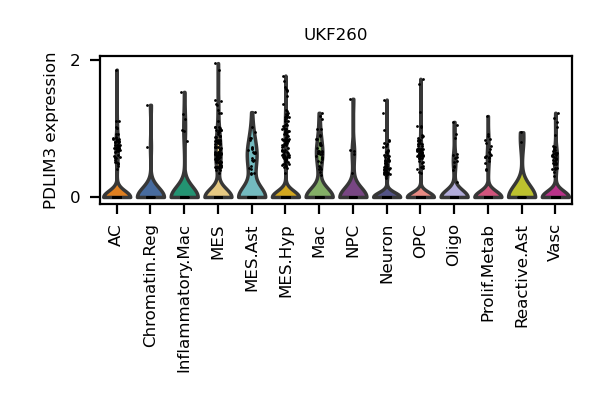 UKF260
PDLIM3 expression
2
0
AC
Chromatin.Reg
Inflammatory.Mac
MES
MES.Ast
MES.Hyp
Mac
NPC
Neuron
OPC
Oligo
Prolif.Metab
Reactive.Ast
Vasc